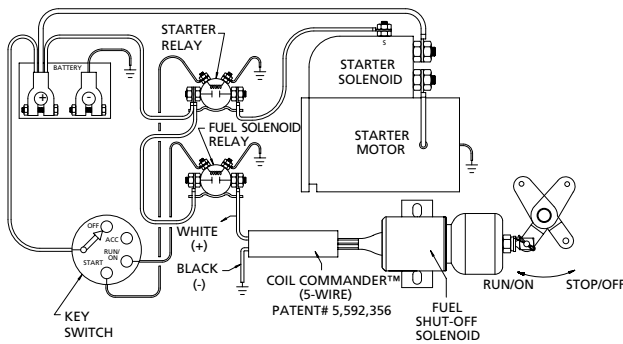 STARTER
RELAY
BATTERY
+
-
S
STARTER
SOLENOID
STARTER
MOTOR
FUEL SOLENOID
RELAY
WHITE
(+)
BLACK
(-)
OFF
ACC
RUN/
ON
START
KEY
SWITCH
COIL COMMANDER™
(5-WIRE)
PATENT# 5,592,356
FUEL
SHUT-OFF
SOLENOID
RUN/ON
STOP/OFF